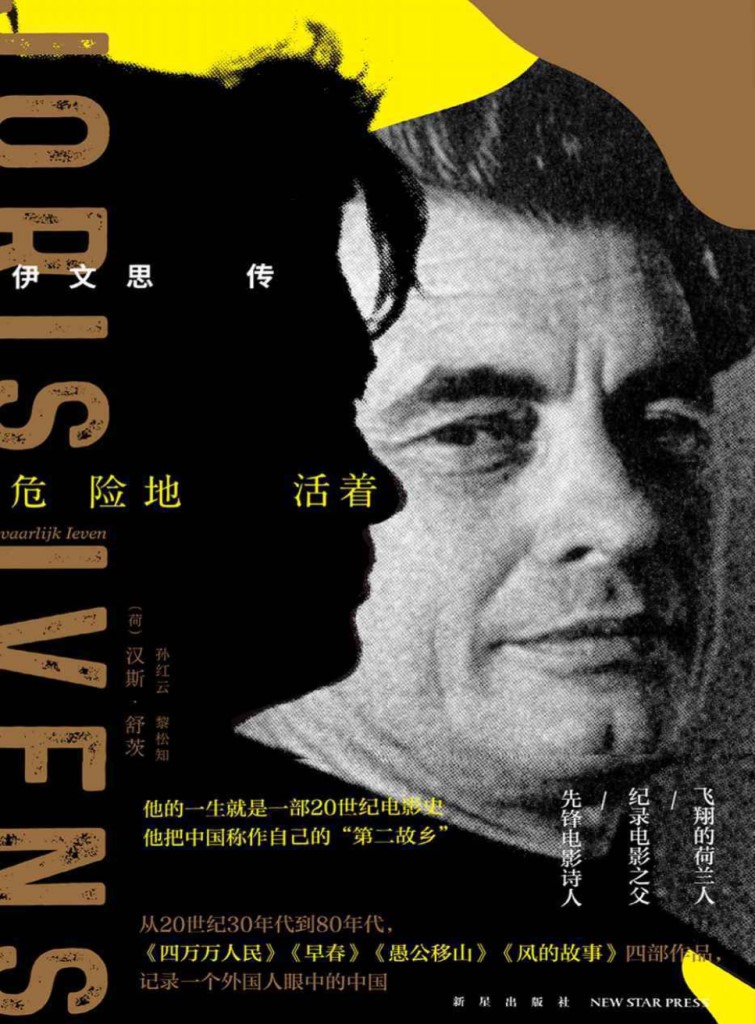 JORIS IVENS
伊文思 传
危险地 活着
vaarlijk leven
(荷)汉斯·舒茨
孙红云 黎松知
他的一生就是一部20世纪电影史
他把中国称作自己的“第二故乡”
飞翔的荷兰人
/
纪录电影之父
/
先锋电影诗人
从20世纪30年代到80年代,
《四万万人民》《早春》《愚公移山》《风的故事》四部作品,
记录一个外国人眼中的中国
新星出版社 NEW STAR PRESS